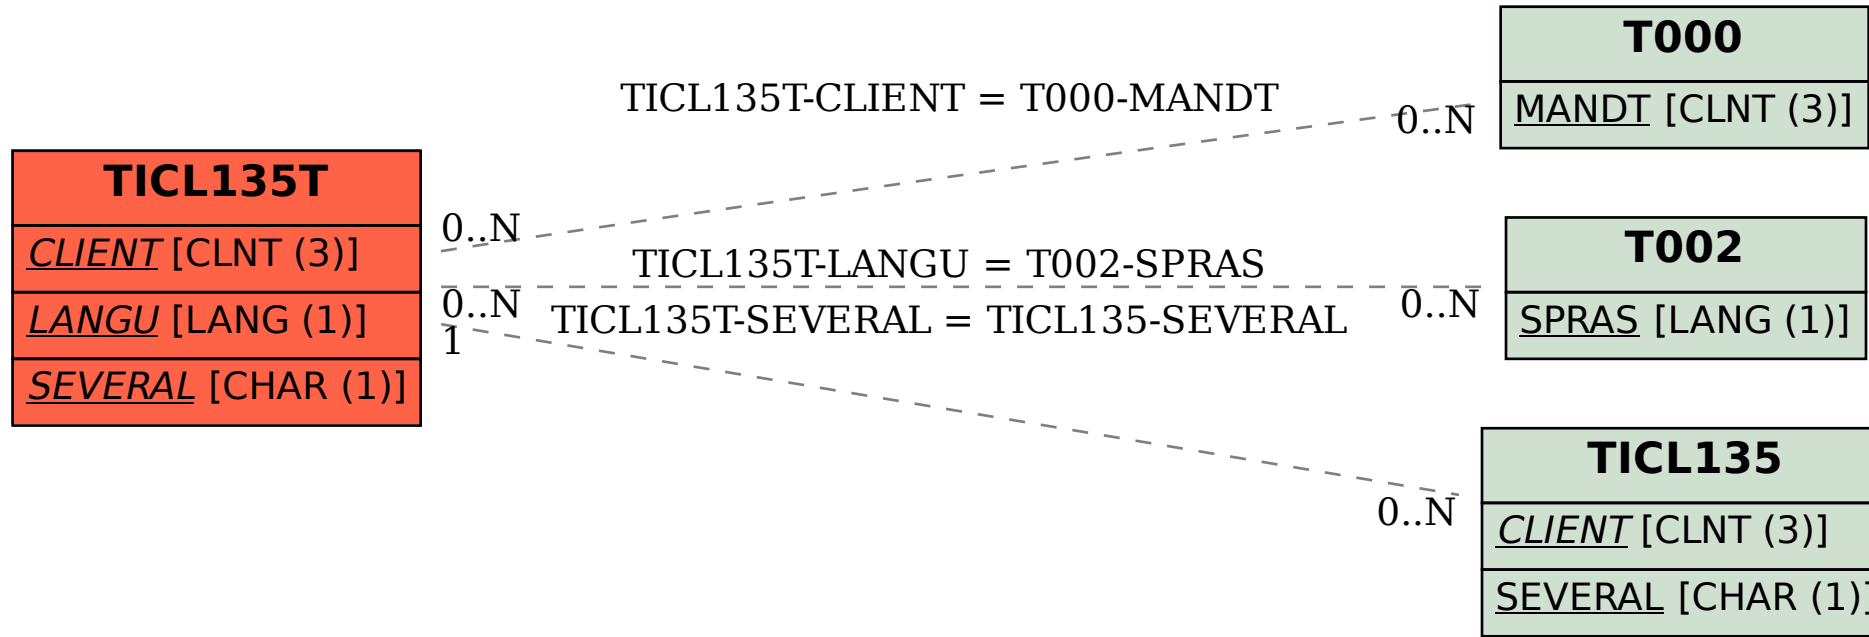 T000
MANDT [CLNT (3)]
TICL135T-CLIENT = T000-MANDT
0..N
0..N
TICL135T
CLIENT [CLNT (3)]
LANGU [LANG (1)]
SEVERAL [CHAR (1)]
TICL135T-LANGU = T002-SPRAS
0..N
0..N
T002
SPRAS [LANG (1)]
TICL135T-SEVERAL = TICL135-SEVERAL
1
0..N
TICL135
CLIENT [CLNT (3)]
SEVERAL [CHAR (1)]